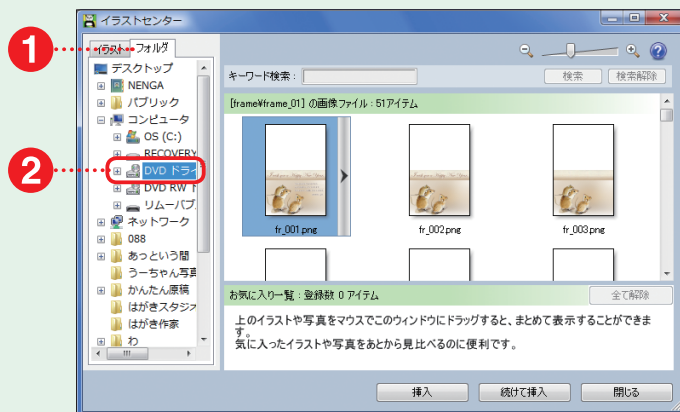 イラストセンター
1
イラスト フォルダ
デスクトップ
NENGA
パブリック
コンピュータ
OS (C:)
RECOVERY
2
DVD ドライ
DVD RW ド
リムーバブ
ネットワーク
088
あっという間
うーちゃん写真
かんたん原稿
はがきスタジオ
はがき作家
わ
キーワード検索：
検索 検索解除
[frame¥frame_01] の画像ファイル：51アイテム
fr_001.png fr_002.png fr_003.png
お気に入り一覧：登録数 0 アイテム 全て解除
上のイラストや写真をマウスでこのウィンドウにドラッグすると、まとめて表示することができま
す。
気に入ったイラストや写真をあとから見比べるのに便利です。
挿入 続けて挿入 閉じる